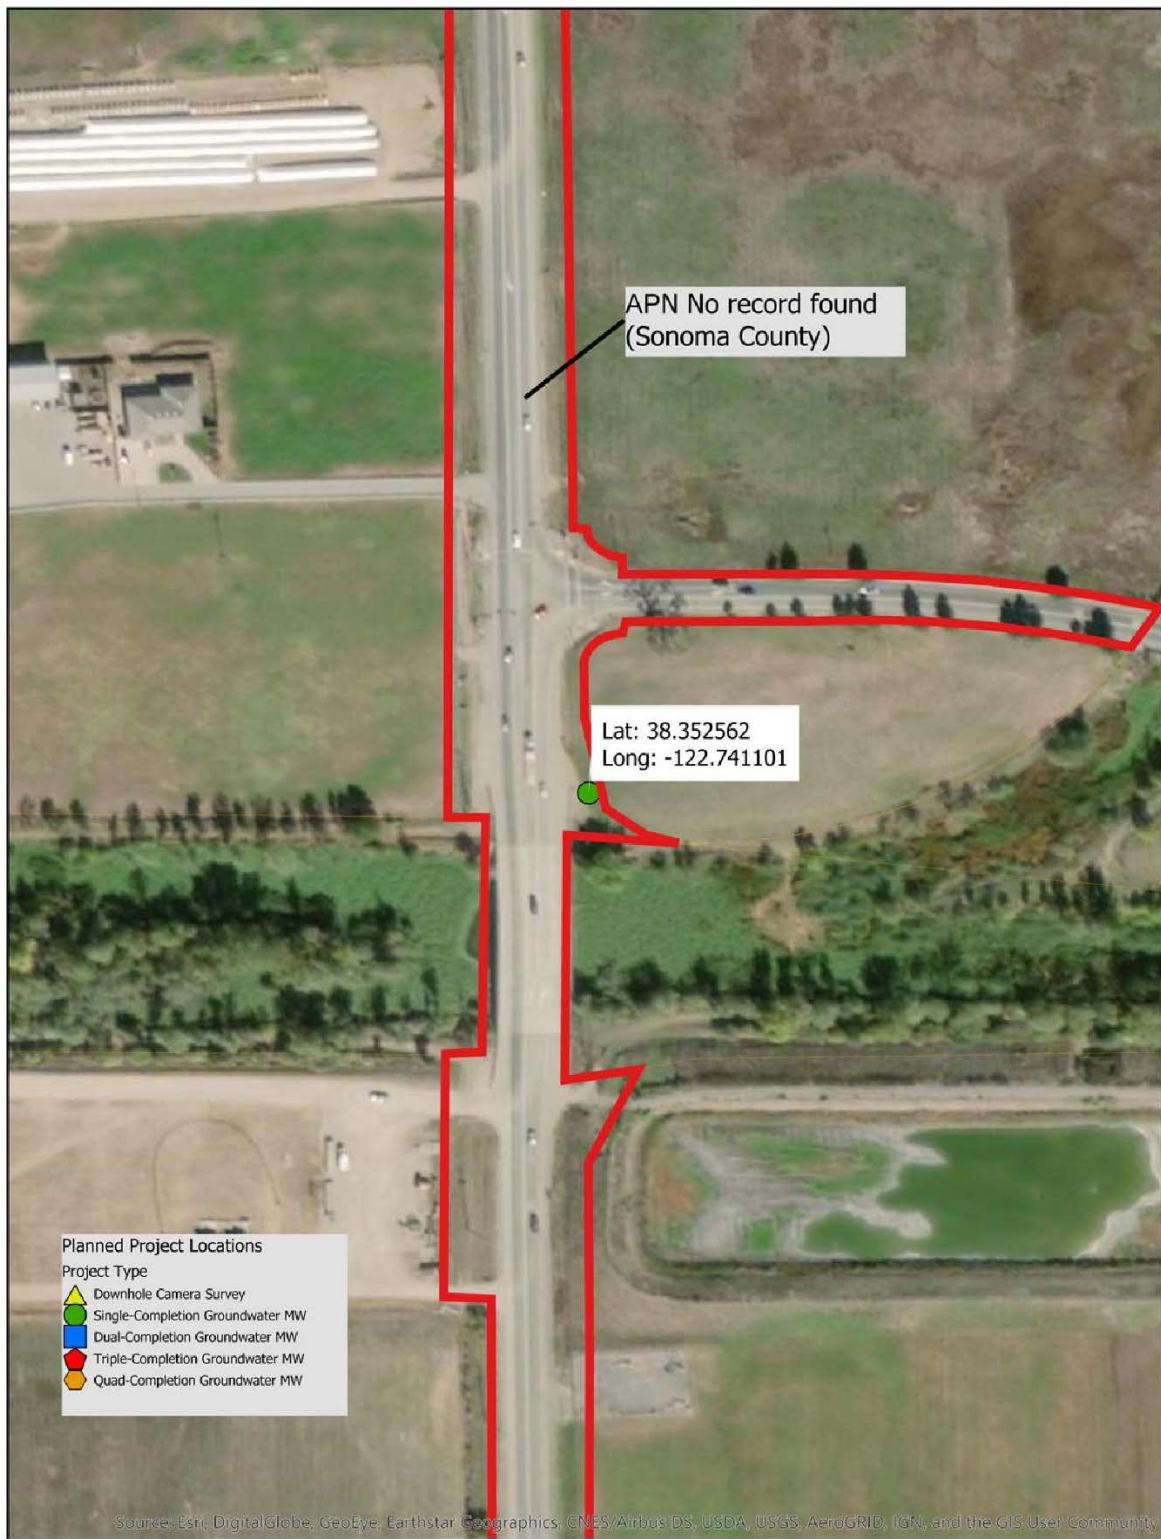 APN No record found
(Sonoma County)
Lat: 38.352562
Long: -122.741101
Planned Project Locations
Project Type
Downhole Camera Survey
Single-Completion Groundwater MW
Dual-Completion Groundwater MW
Triple-Completion Groundwater MW
Quad-Completion Groundwater MW
Source: Esri, DigitalGlobe, GeoEye, Earthstar Geographics, CNES/Airbus DS, USDA, USGS, AeroGRID, IGN, and the GIS User Community